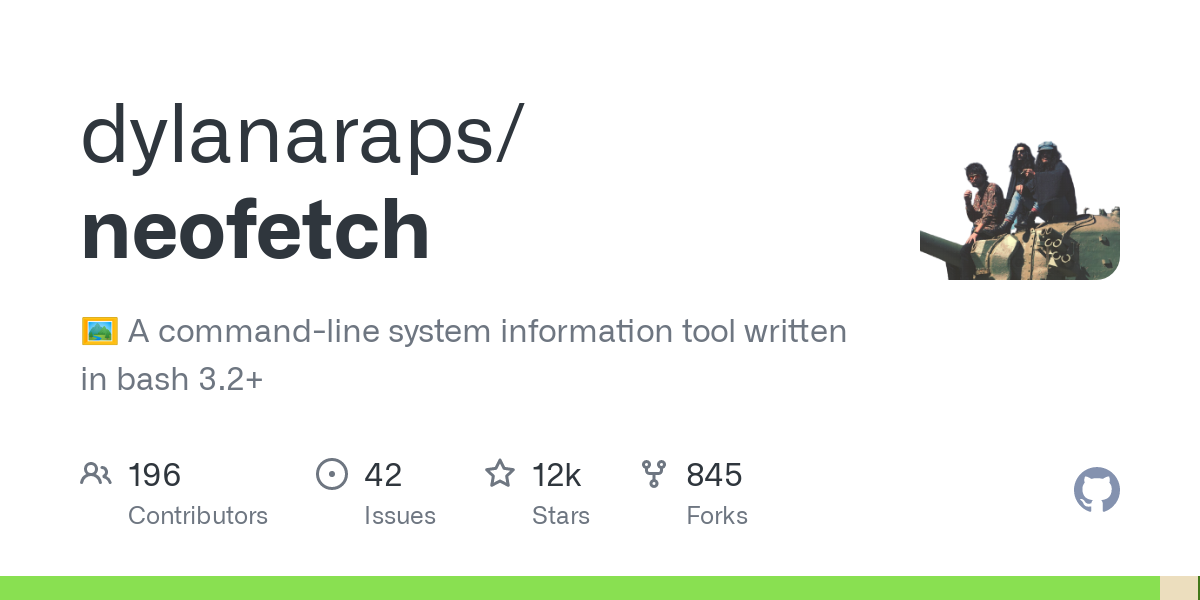 dylanaraps/
neofetch
🖼️ A command-line system information tool written
in bash 3.2+
196
Contributors
42
Issues
12k
Stars
845
Forks